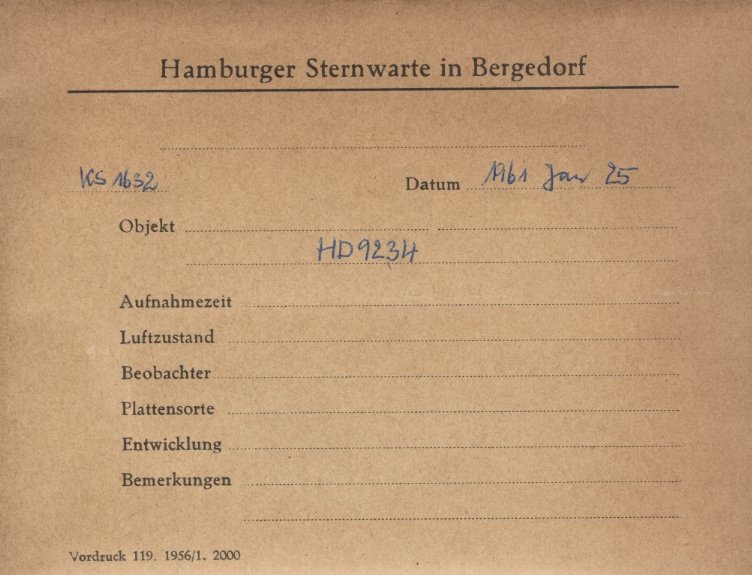 Hamburger Sternwarte in Bergedorf
KS 1632 Datum 1961 Jan 25
Objekt
HD 9234
Aufnahmezeit
Luftzustand
Beobachter
Plattensorte
Entwicklung
Bemerkungen
Vordruck 119. 1956/1. 2000